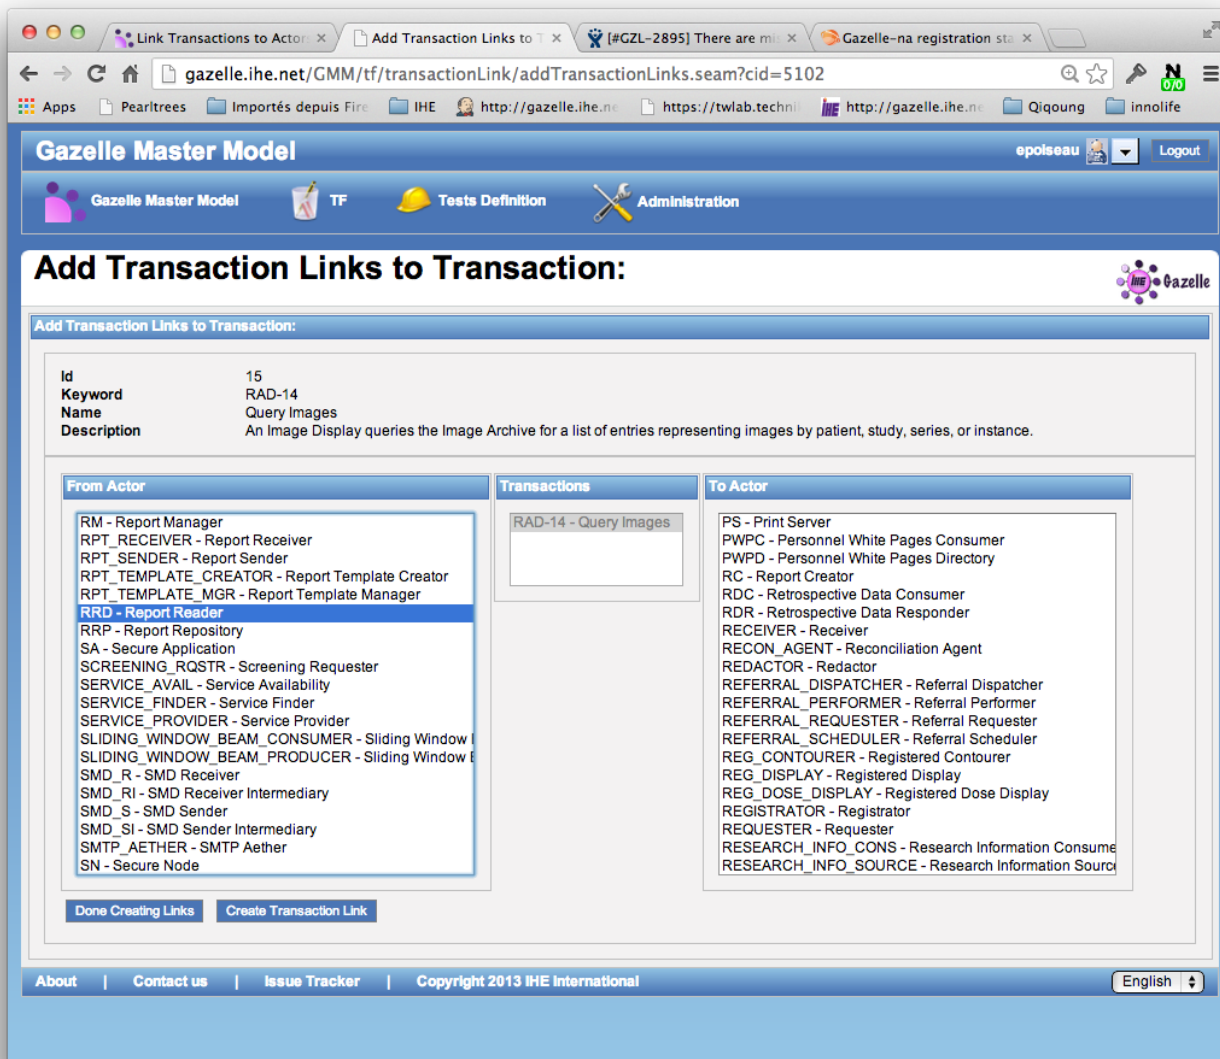 Link Transactions to Actor
Add Transaction Links to T
[#GZL-2895] There are mi
Gazelle-na registration sta
gazelle.ihe.net/GMM/tf/transactionLink/addTransactionLinks.seam?cid=5102
N
0/0
Apps
Pearltrees
Importés depuis Fire
IHE
http://gazelle.ihe.ne
https://twlab.techni
IHE
http://gazelle.ihe.ne
Qigoung
innolife
Gazelle Master Model
epoiseau
Logout
Gazelle Master Model
TF
Tests Definition
Administration
Add Transaction Links to Transaction:
IHE Gazelle
Add Transaction Links to Transaction:
Id 15
Keyword RAD-14
Name Query Images
Description An Image Display queries the Image Archive for a list of entries representing images by patient, study, series, or instance.
From Actor
RM - Report Manager
RPT_RECEIVER - Report Receiver
RPT_SENDER - Report Sender
RPT_TEMPLATE_CREATOR - Report Template Creator
RPT_TEMPLATE_MGR - Report Template Manager
RRD - Report Reader
RRP - Report Repository
SA - Secure Application
SCREENING_RQSTR - Screening Requester
SERVICE_AVAIL - Service Availability
SERVICE_FINDER - Service Finder
SERVICE_PROVIDER - Service Provider
SLIDING_WINDOW_BEAM_CONSUMER - Sliding Window
SLIDING_WINDOW_BEAM_PRODUCER - Sliding Window
SMD_R - SMD Receiver
SMD_RI - SMD Receiver Intermediary
SMD_S - SMD Sender
SMD_SI - SMD Sender Intermediary
SMTP_AETHER - SMTP Aether
SN - Secure Node
Transactions
RAD-14 - Query Images
To Actor
PS - Print Server
PWPC - Personnel White Pages Consumer
PWPD - Personnel White Pages Directory
RC - Report Creator
RDC - Retrospective Data Consumer
RDR - Retrospective Data Responder
RECEIVER - Receiver
RECON_AGENT - Reconciliation Agent
REDACTOR - Redactor
REFERRAL_DISPATCHER - Referral Dispatcher
REFERRAL_PERFORMER - Referral Performer
REFERRAL_REQUESTER - Referral Requester
REFERRAL_SCHEDULER - Referral Scheduler
REG_CONTOURER - Registered Contourer
REG_DISPLAY - Registered Display
REG_DOSE_DISPLAY - Registered Dose Display
REGISTRATOR - Registrator
REQUESTER - Requester
RESEARCH_INFO_CONS - Research Information Consume
RESEARCH_INFO_SOURCE - Research Information Sourc
Done Creating Links
Create Transaction Link
About | Contact us | Issue Tracker | Copyright 2013 IHE International
English